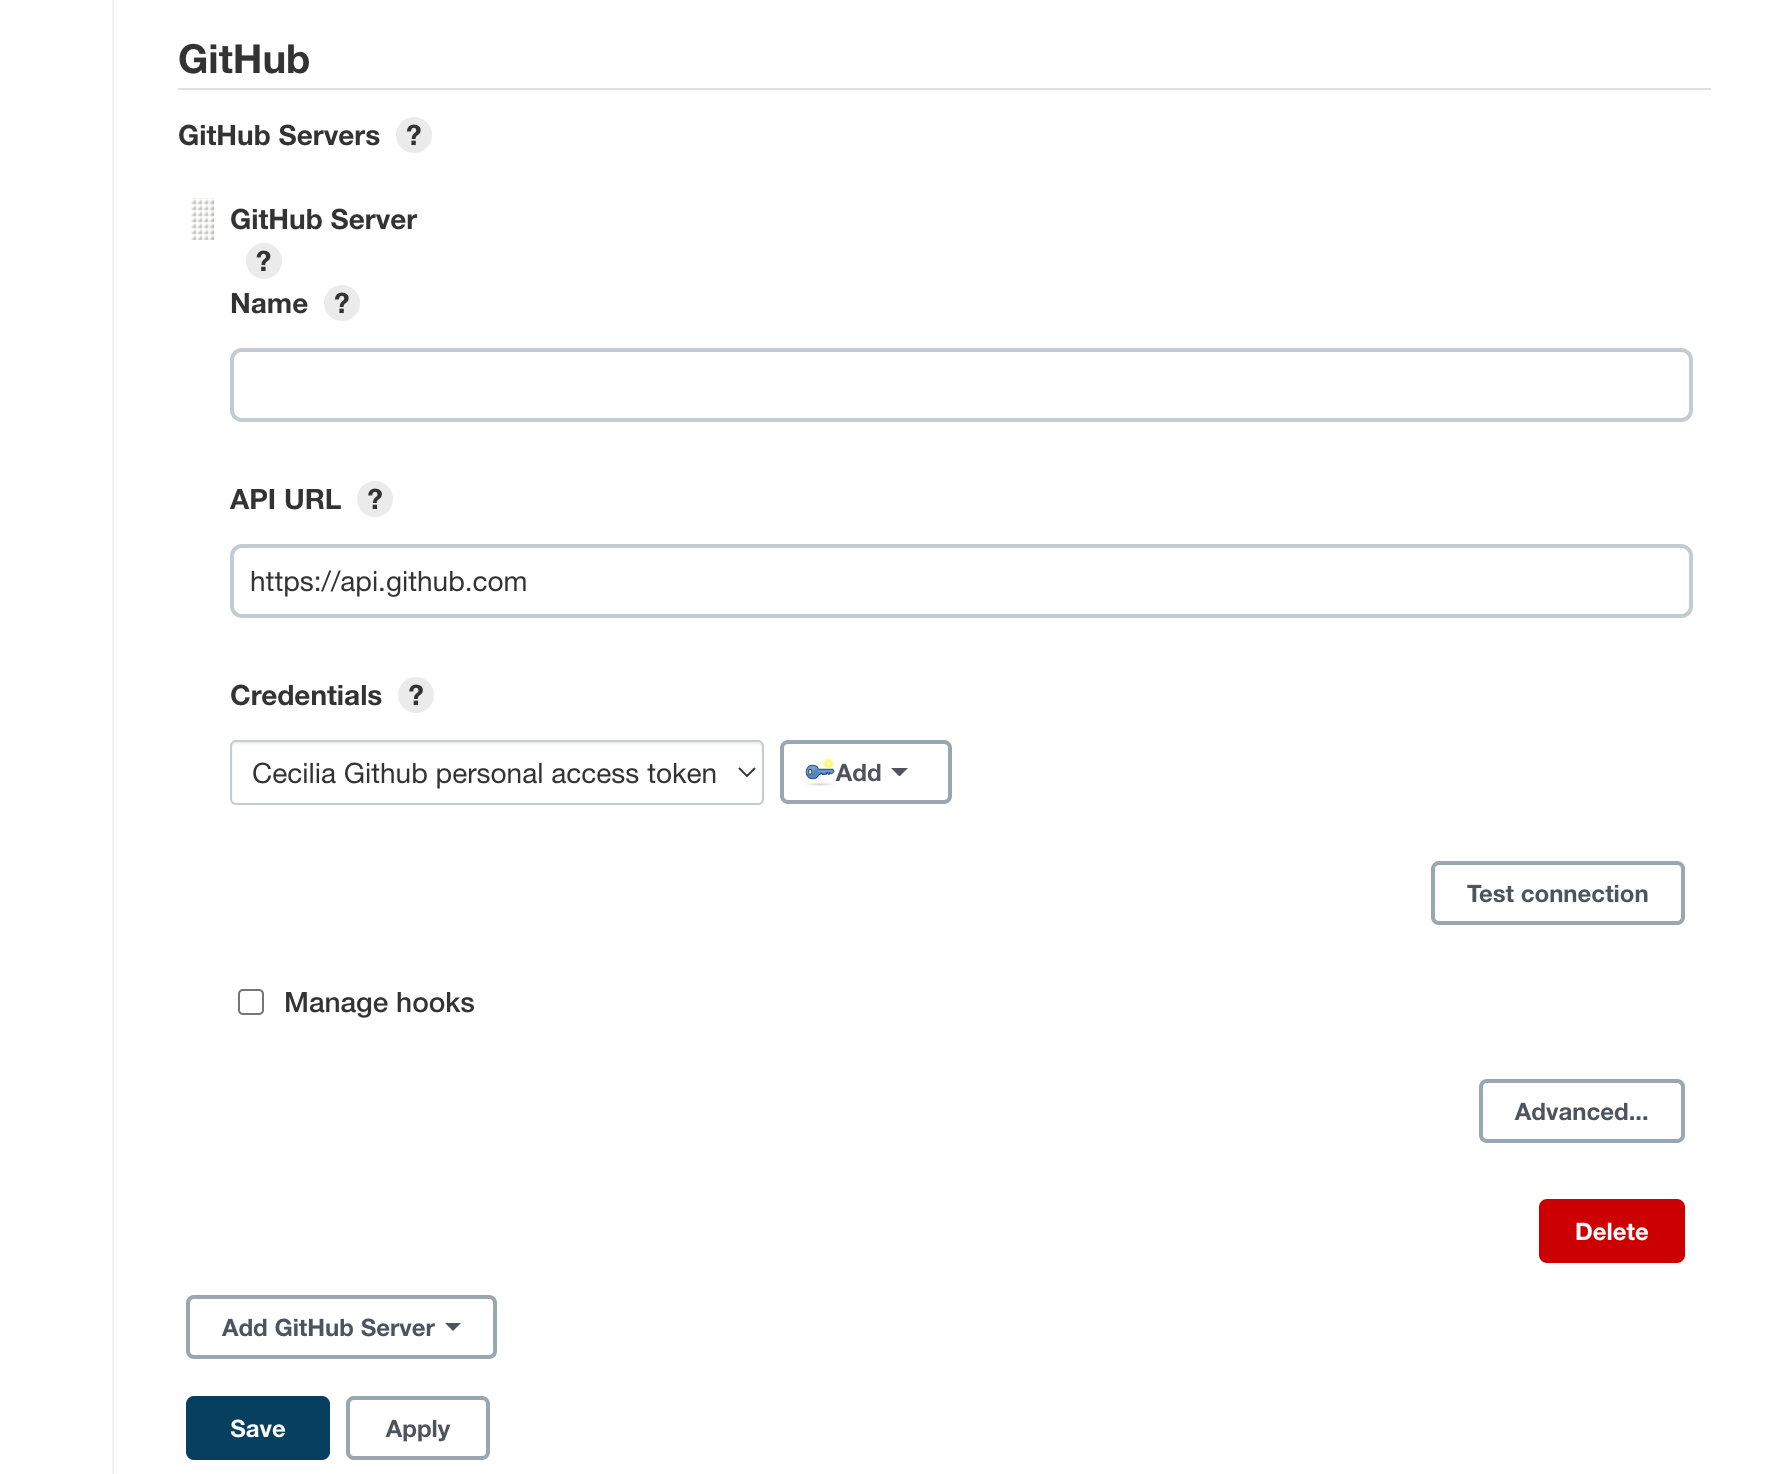 GitHub
GitHub Servers ?
GitHub Server
?
Name ?
API URL ?
https://api.github.com
Credentials ?
Cecilia Github personal access token Add
Test connection
Manage hooks
Advanced...
Delete
Add GitHub Server
Save Apply